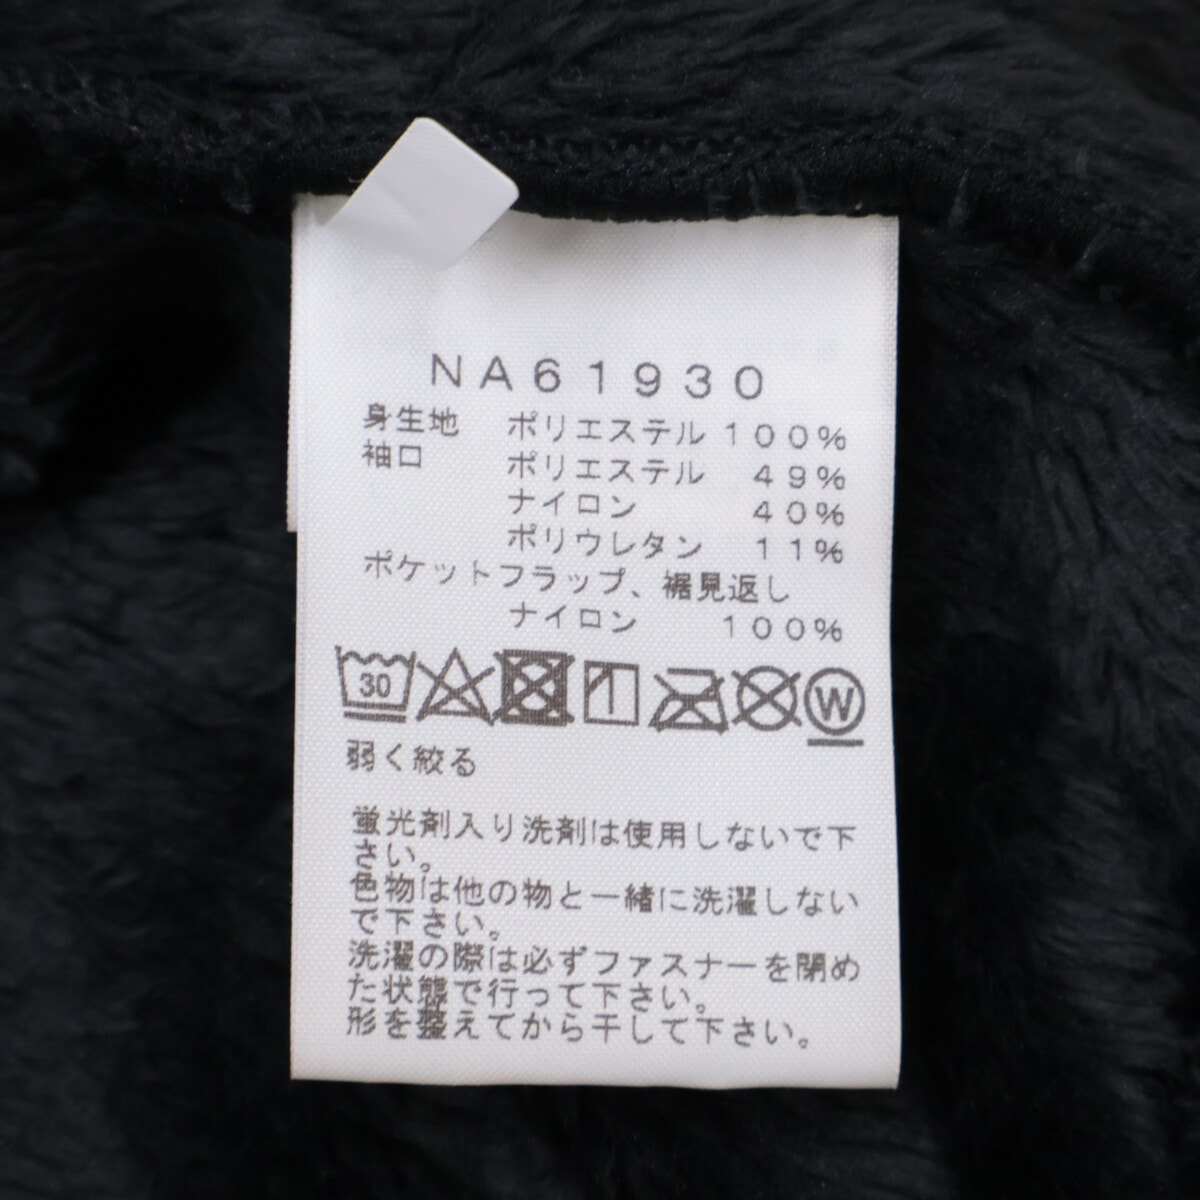 NA61930
身生地 ポリエステル 100%
袖口 ポリエステル 49%
ナイロン 40%
ポリウレタン 11%
ポケットフラップ、裾見返し
ナイロン 100%
30 W
弱く絞る
蛍光剤入り洗剤は使用しないで下
さい。
色物は他の物と一緒に洗濯しない
で下さい。
洗濯の際は必ずファスナーを閉め
た状態で行って下さい。
形を整えてから干して下さい。